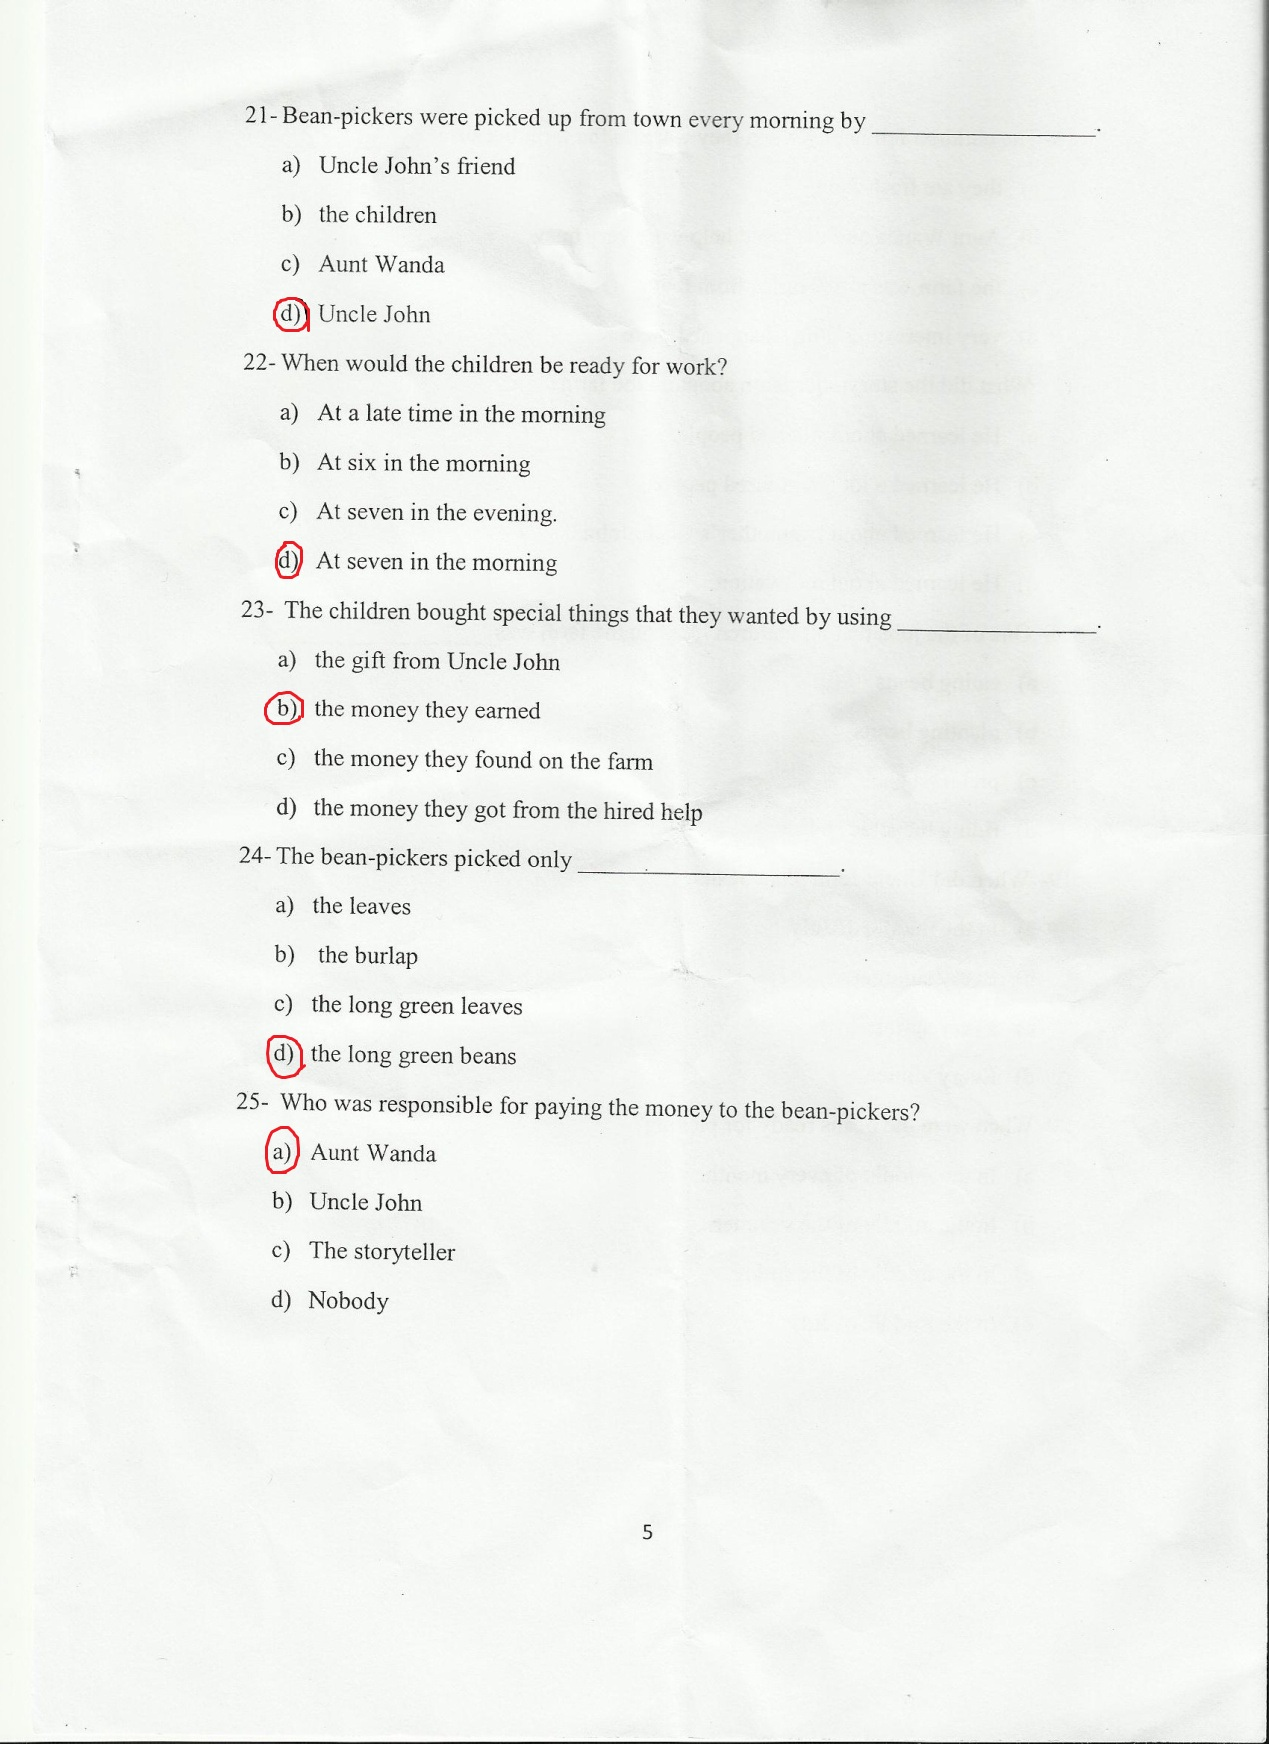 21- Bean-pickers were picked up from town every morning by ____________________.
a) Uncle John's friend
b) the children
c) Aunt Wanda
d) Uncle John
22- When would the children be ready for work?
a) At a late time in the morning
b) At six in the morning
c) At seven in the evening.
d) At seven in the morning
23- The children bought special things that they wanted by using __________________.
a) the gift from Uncle John
b) the money they earned
c) the money they found on the farm
d) the money they got from the hired help
24- The bean-pickers picked only ________________________.
a) the leaves
b) the burlap
c) the long green leaves
d) the long green beans
25- Who was responsible for paying the money to the bean-pickers?
a) Aunt Wanda
b) Uncle John
c) The storyteller
d) Nobody
5